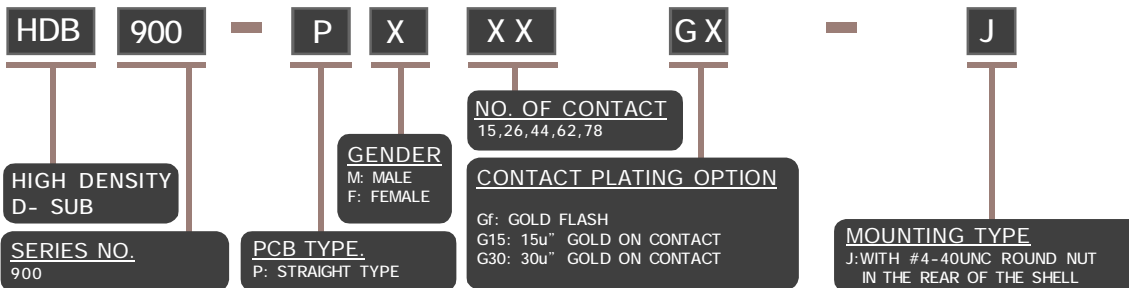 HDB 900 - P X XX GX - J
NO. OF CONTACT
15,26,44,62,78
GENDER
M: MALE
F: FEMALE
HIGH DENSITY
D- SUB
CONTACT PLATING OPTION
Gf: GOLD FLASH
G15: 15u" GOLD ON CONTACT
G30: 30u" GOLD ON CONTACT
SERIES NO.
900
PCB TYPE.
P: STRAIGHT TYPE
MOUNTING TYPE
J:WITH #4-40UNC ROUND NUT
IN THE REAR OF THE SHELL